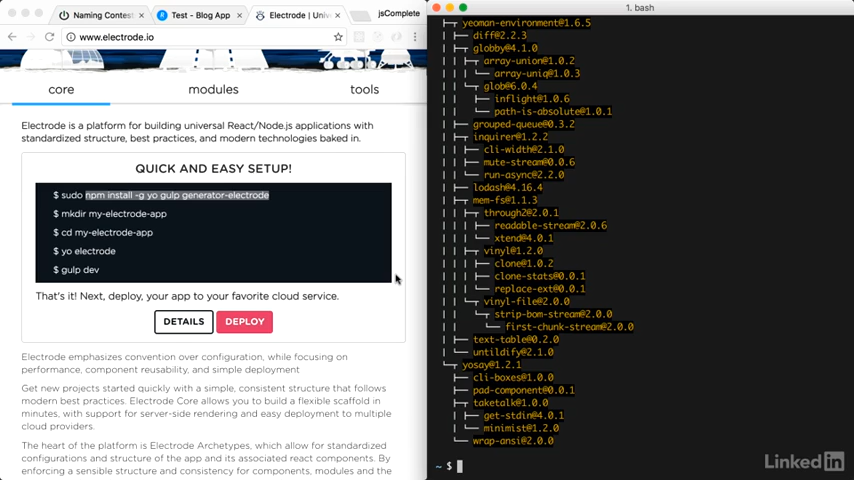 Naming Contest
Test - Blog App
Electrode | Univ
jsComplete
www.electrode.io
core
modules
tools
Electrode is a platform for building universal React/Node.js applications with
standardized structure, best practices, and modern technologies baked in.
QUICK AND EASY SETUP!
$ sudo npm install -g yo gulp generator-electrode
$ mkdir my-electrode-app
$ cd my-electrode-app
$ yo electrode
$ gulp dev
That's it! Next, deploy, your app to your favorite cloud service.
DETAILS
DEPLOY
Electrode emphasizes convention over configuration, while focusing on
performance, component reusability, and simple deployment
Get new projects started quickly with a simple, consistent structure that follows
modern best practices. Electrode Core allows you to build a flexible scaffold in
minutes, with support for server-side rendering and easy deployment to multiple
cloud providers.
The heart of the platform is Electrode Archetypes, which allow for standardized
configurations and structure of the app and its associated react components. By
enforcing a sensible structure and consistency for components, modules and the
1. bash
├─┬ yeoman-environment@1.6.5
│ ├── diff@2.2.3
│ ├─┬ globby@4.1.0
│ │ ├─┬ array-union@1.0.2
│ │ │ └── array-uniq@1.0.3
│ │ └─┬ glob@6.0.4
│ │   ├── inflight@1.0.6
│ │   └── path-is-absolute@1.0.1
│ ├── grouped-queue@0.3.2
│ ├─┬ inquirer@1.2.2
│ │ ├── cli-width@2.1.0
│ │ ├── mute-stream@0.0.6
│ │ └── run-async@2.2.0
│ ├── lodash@4.16.4
│ ├─┬ mem-fs@1.1.3
│ │ ├─┬ through2@2.0.1
│ │ │ ├── readable-stream@2.0.6
│ │ │ └── xtend@4.0.1
│ │ ├─┬ vinyl@1.2.0
│ │ │ ├── clone@1.0.2
│ │ │ ├── clone-stats@0.0.1
│ │ │ └── replace-ext@0.0.1
│ │ └─┬ vinyl-file@2.0.0
│ │   └─┬ strip-bom-stream@2.0.0
│ │     └── first-chunk-stream@2.0.0
│ ├── text-table@0.2.0
│ └── untildify@2.1.0
└─┬ yosay@1.2.1
  ├── cli-boxes@1.0.0
  ├── pad-component@0.0.1
  ├─┬ taketalk@1.0.0
  │ ├── get-stdin@4.0.1
  │ └── minimist@1.2.0
  └── wrap-ansi@2.0.0
~ $
LinkedIn